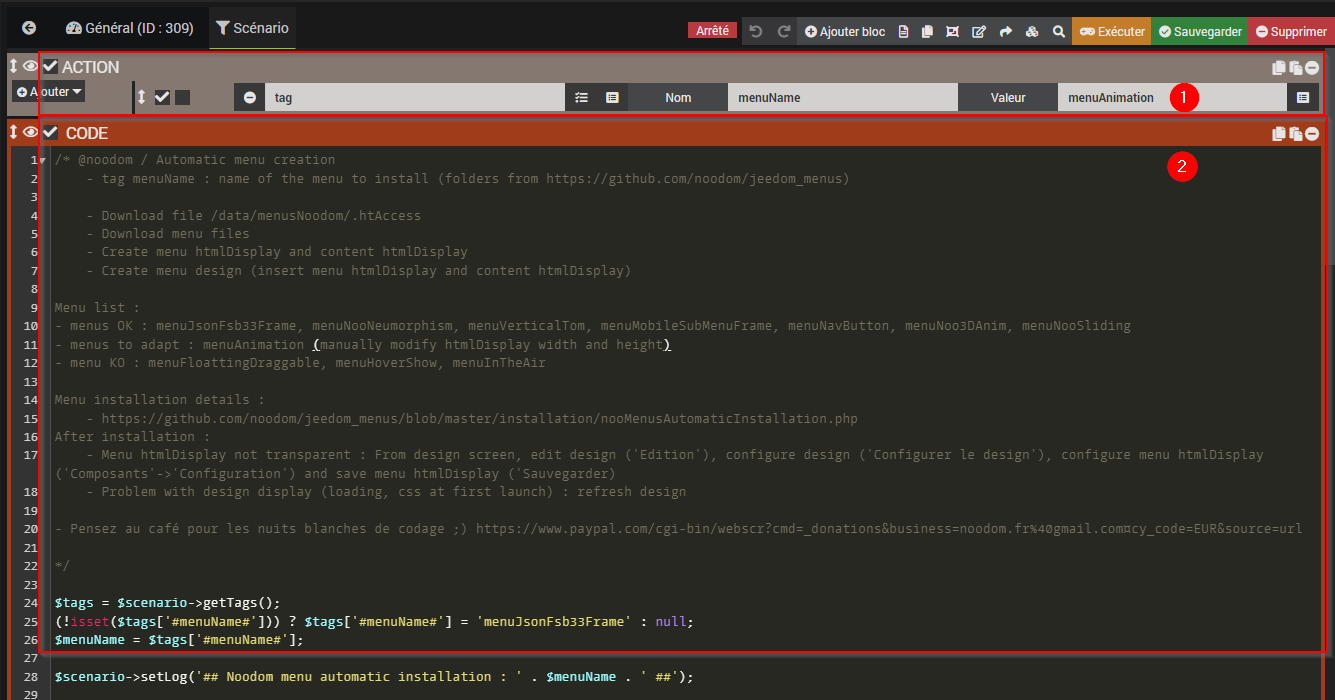 Général (ID : 309) Scénario Arrêté Ajouter bloc Exécuter Sauvegarder Supprimer
ACTION
Ajouter tag Nom menuName Valeur menuAnimation 1
CODE
2
1 /* @noodom / Automatic menu creation
2 - tag menuName : name of the menu to install (folders from https://github.com/noodom/jeedom_menus)
3
4 - Download file /data/menusNoodom/.htAccess
5 - Download menu files
6 - Create menu htmlDisplay and content htmlDisplay
7 - Create menu design (insert menu htmlDisplay and content htmlDisplay)
8
9 Menu list :
10 - menus OK : menuJsonFsb33Frame, menuNooNeumorphism, menuVerticalTom, menuMobileSubMenuFrame, menuNavButton, menuNoo3DAnim, menuNooSliding
11 - menus to adapt : menuAnimation (manually modify htmlDisplay width and height)
12 - menu KO : menuFloattingDraggable, menuHoverShow, menuInTheAir
13
14 Menu installation details :
15 - https://github.com/noodom/jeedom_menus/blob/master/installation/nooMenusAutomaticInstallation.php
16 After installation :
17 - Menu htmlDisplay not transparent : From design screen, edit design ('Edition'), configure design ('Configurer le design'), configure menu htmlDisplay
('Composants'->'Configuration') and save menu htmlDisplay ('Sauvegarder)
18 - Problem with design display (loading, css at first launch) : refresh design
19
20 - Pensez au café pour les nuits blanches de codage ;) https://www.paypal.com/cgi-bin/webscr?cmd=_donations&business=noodom.fr%40gmail.com¤cy_code=EUR&source=url
21
22 */
23
24 $tags = $scenario->getTags();
25 (!isset($tags['#menuName#'])) ? $tags['#menuName#'] = 'menuJsonFsb33Frame' : null;
26 $menuName = $tags['#menuName#'];
27
28 $scenario->setLog('## Noodom menu automatic installation : ' . $menuName . ' ##');
29